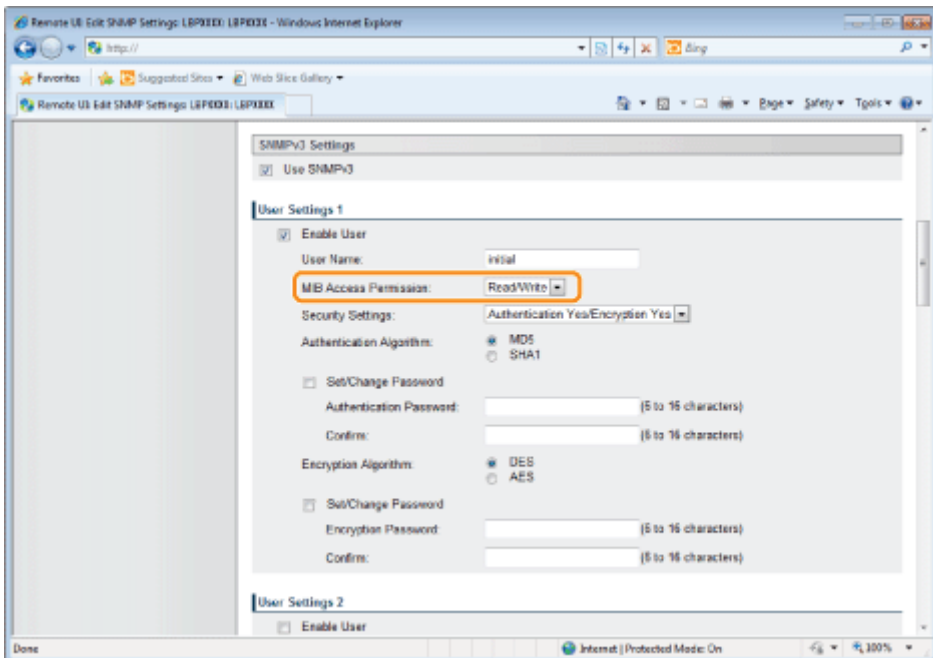 Remote UI: Edit SNMP Settings: LBPXXXX: LBPXXXX - Windows Internet Explorer
http://
Bing
Favorites Suggested Sites Web Slice Gallery
Remote UI: Edit SNMP Settings: LBPXXXX: LBPXXXX
Page Safety Tools
SNMPv3 Settings
Use SNMPv3
User Settings 1
Enable User
User Name: initial
MIB Access Permission: Read/Write
Security Settings: Authentication Yes/Encryption Yes
Authentication Algorithm: MD5
SHA1
Set/Change Password
Authentication Password: (6 to 16 characters)
Confirm: (6 to 16 characters)
Encryption Algorithm: DES
AES
Set/Change Password
Encryption Password: (6 to 16 characters)
Confirm: (6 to 16 characters)
User Settings 2
Enable User
Done Internet | Protected Mode: On 100%